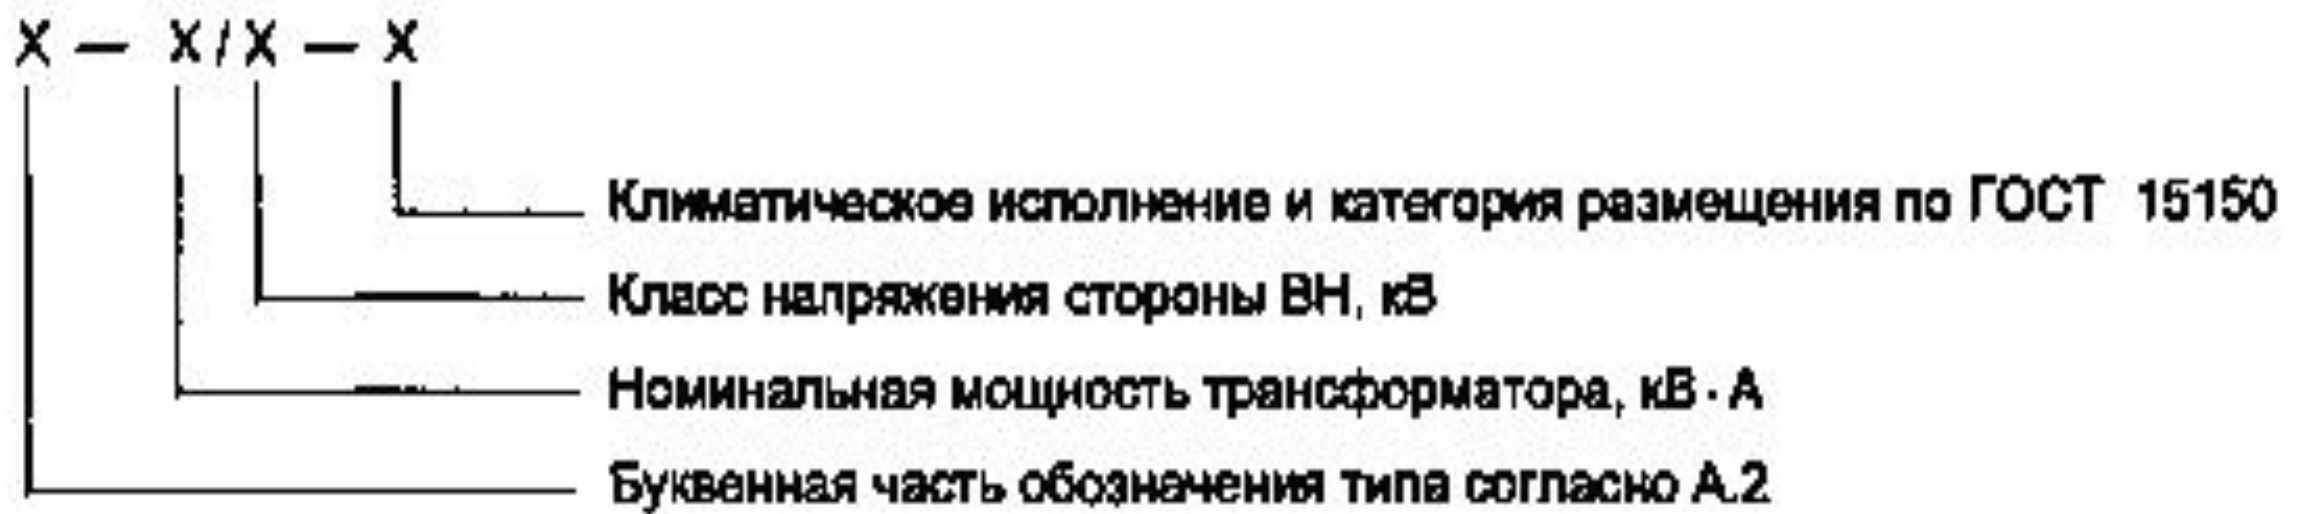 X — X/X — X
Климатическое исполнение и категория размещения по ГОСТ 15150
Класс напряжения стороны ВН, кВ
Номинальная мощность трансформатора, кВ·А
Буквенная часть обозначения типа согласно А.2